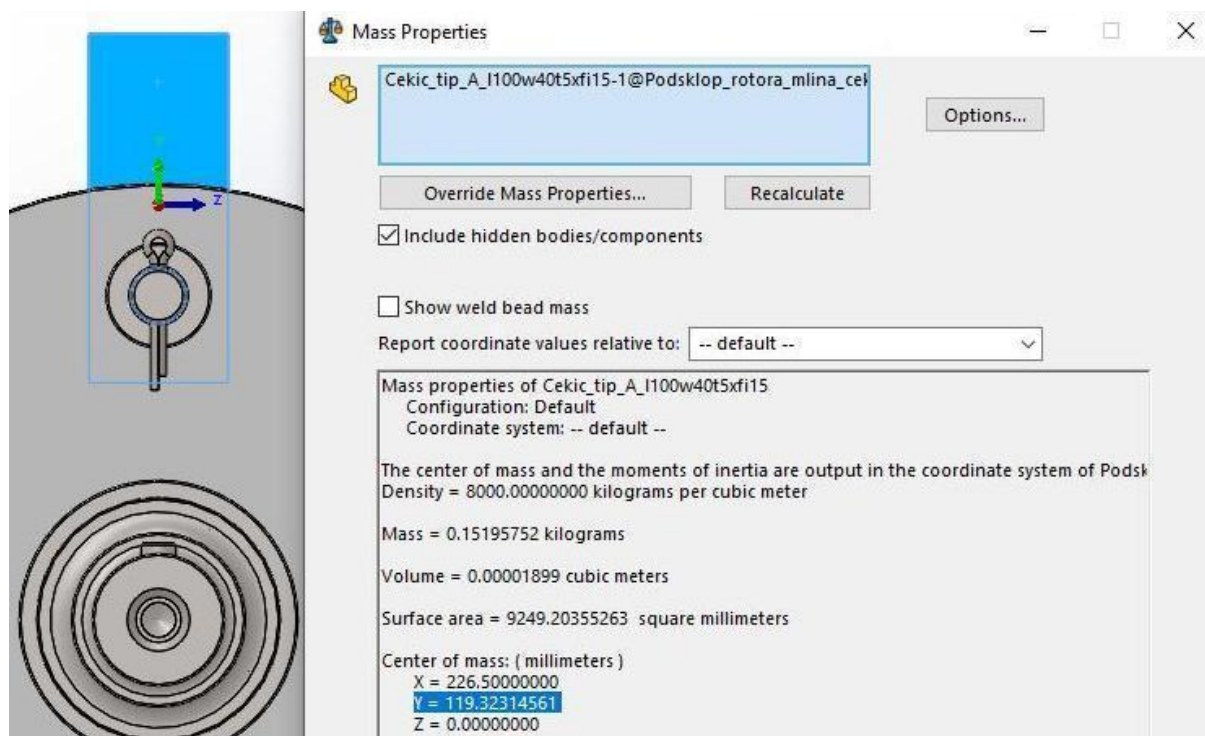 Mass Properties
Cekic_tip_A_l100w40t5xfi15-1@Podsklop_rotora_mlina_cek
Options...
Override Mass Properties...
Recalculate
Include hidden bodies/components
Show weld bead mass
Report coordinate values relative to:
-- default --
Mass properties of Cekic_tip_A_l100w40t5xfi15
Configuration: Default
Coordinate system: -- default --
The center of mass and the moments of inertia are output in the coordinate system of Podsk
Density = 8000.00000000 kilograms per cubic meter
Mass = 0.15195752 kilograms
Volume = 0.00001899 cubic meters
Surface area = 9249.20355263 square millimeters
Center of mass: ( millimeters )
X = 226.50000000
Y = 119.32314561
Z = 0.00000000
Z